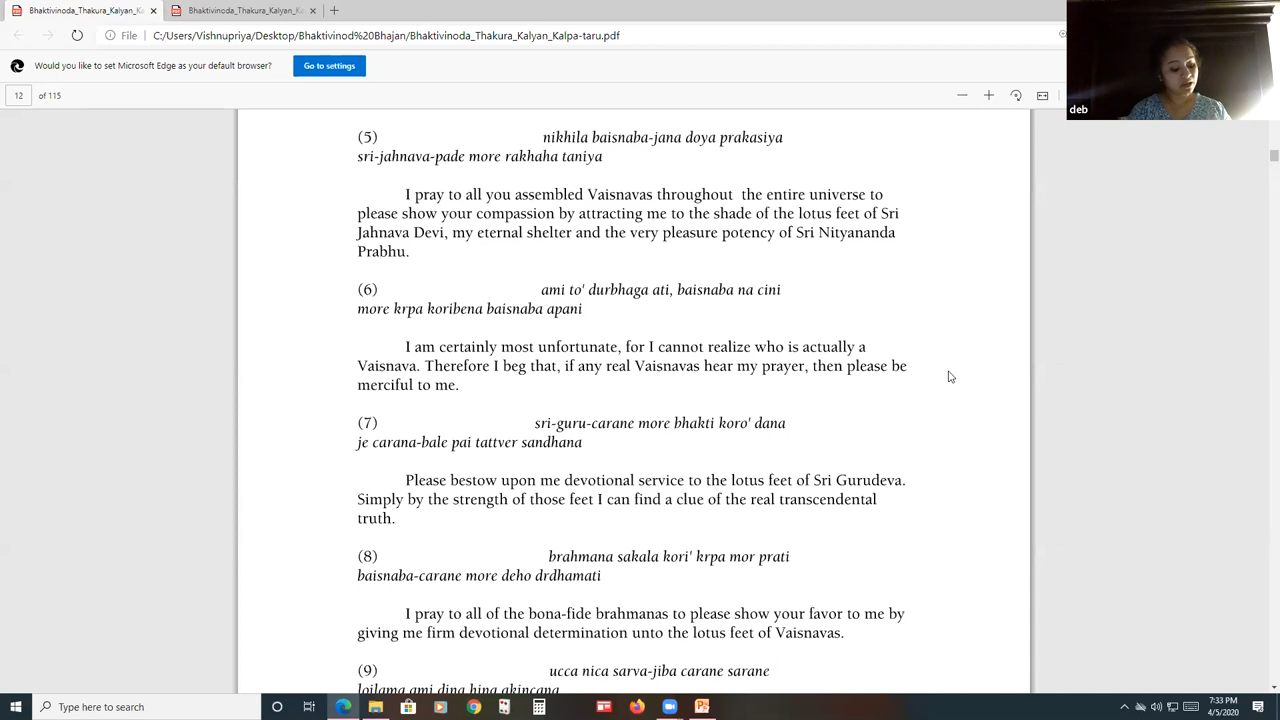 Bhaktivinoda_Thakura_Kalyan_K
Bhaktivinoda_Thakura_Kalyan_K
File
C:/Users/Vishnupriya/Desktop/Bhaktivinod%20Bhajan/Bhaktivinoda_Thakura_Kalyan_Kalpa-taru.pdf
Would you like to set Microsoft Edge as your default browser?
Go to settings
12 of 115
deb
(5) nikhila baisnaba-jana doya prakasiya
sri-jahnava-pade more rakhaha taniya
I pray to all you assembled Vaisnavas throughout the entire universe to
please show your compassion by attracting me to the shade of the lotus feet of Sri
Jahnava Devi, my eternal shelter and the very pleasure potency of Sri Nityananda
Prabhu.
(6) ami to' durbhaga ati, baisnaba na cini
more krpa koribena baisnaba apani
I am certainly most unfortunate, for I cannot realize who is actually a
Vaisnava. Therefore I beg that, if any real Vaisnavas hear my prayer, then please be
merciful to me.
(7) sri-guru-carane more bhakti koro' dana
je carana-bale pai tattver sandhana
Please bestow upon me devotional service to the lotus feet of Sri Gurudeva.
Simply by the strength of those feet I can find a clue of the real transcendental
truth.
(8) brahmana sakala kori' krpa mor prati
baisnaba-carane more deho drdhamati
I pray to all of the bona-fide brahmanas to please show your favor to me by
giving me firm devotional determination unto the lotus feet of Vaisnavas.
(9) ucca nica sarva-jiba carane sarane
loilama ami dina hina akincana
Type here to search
7:33 PM
4/5/2020